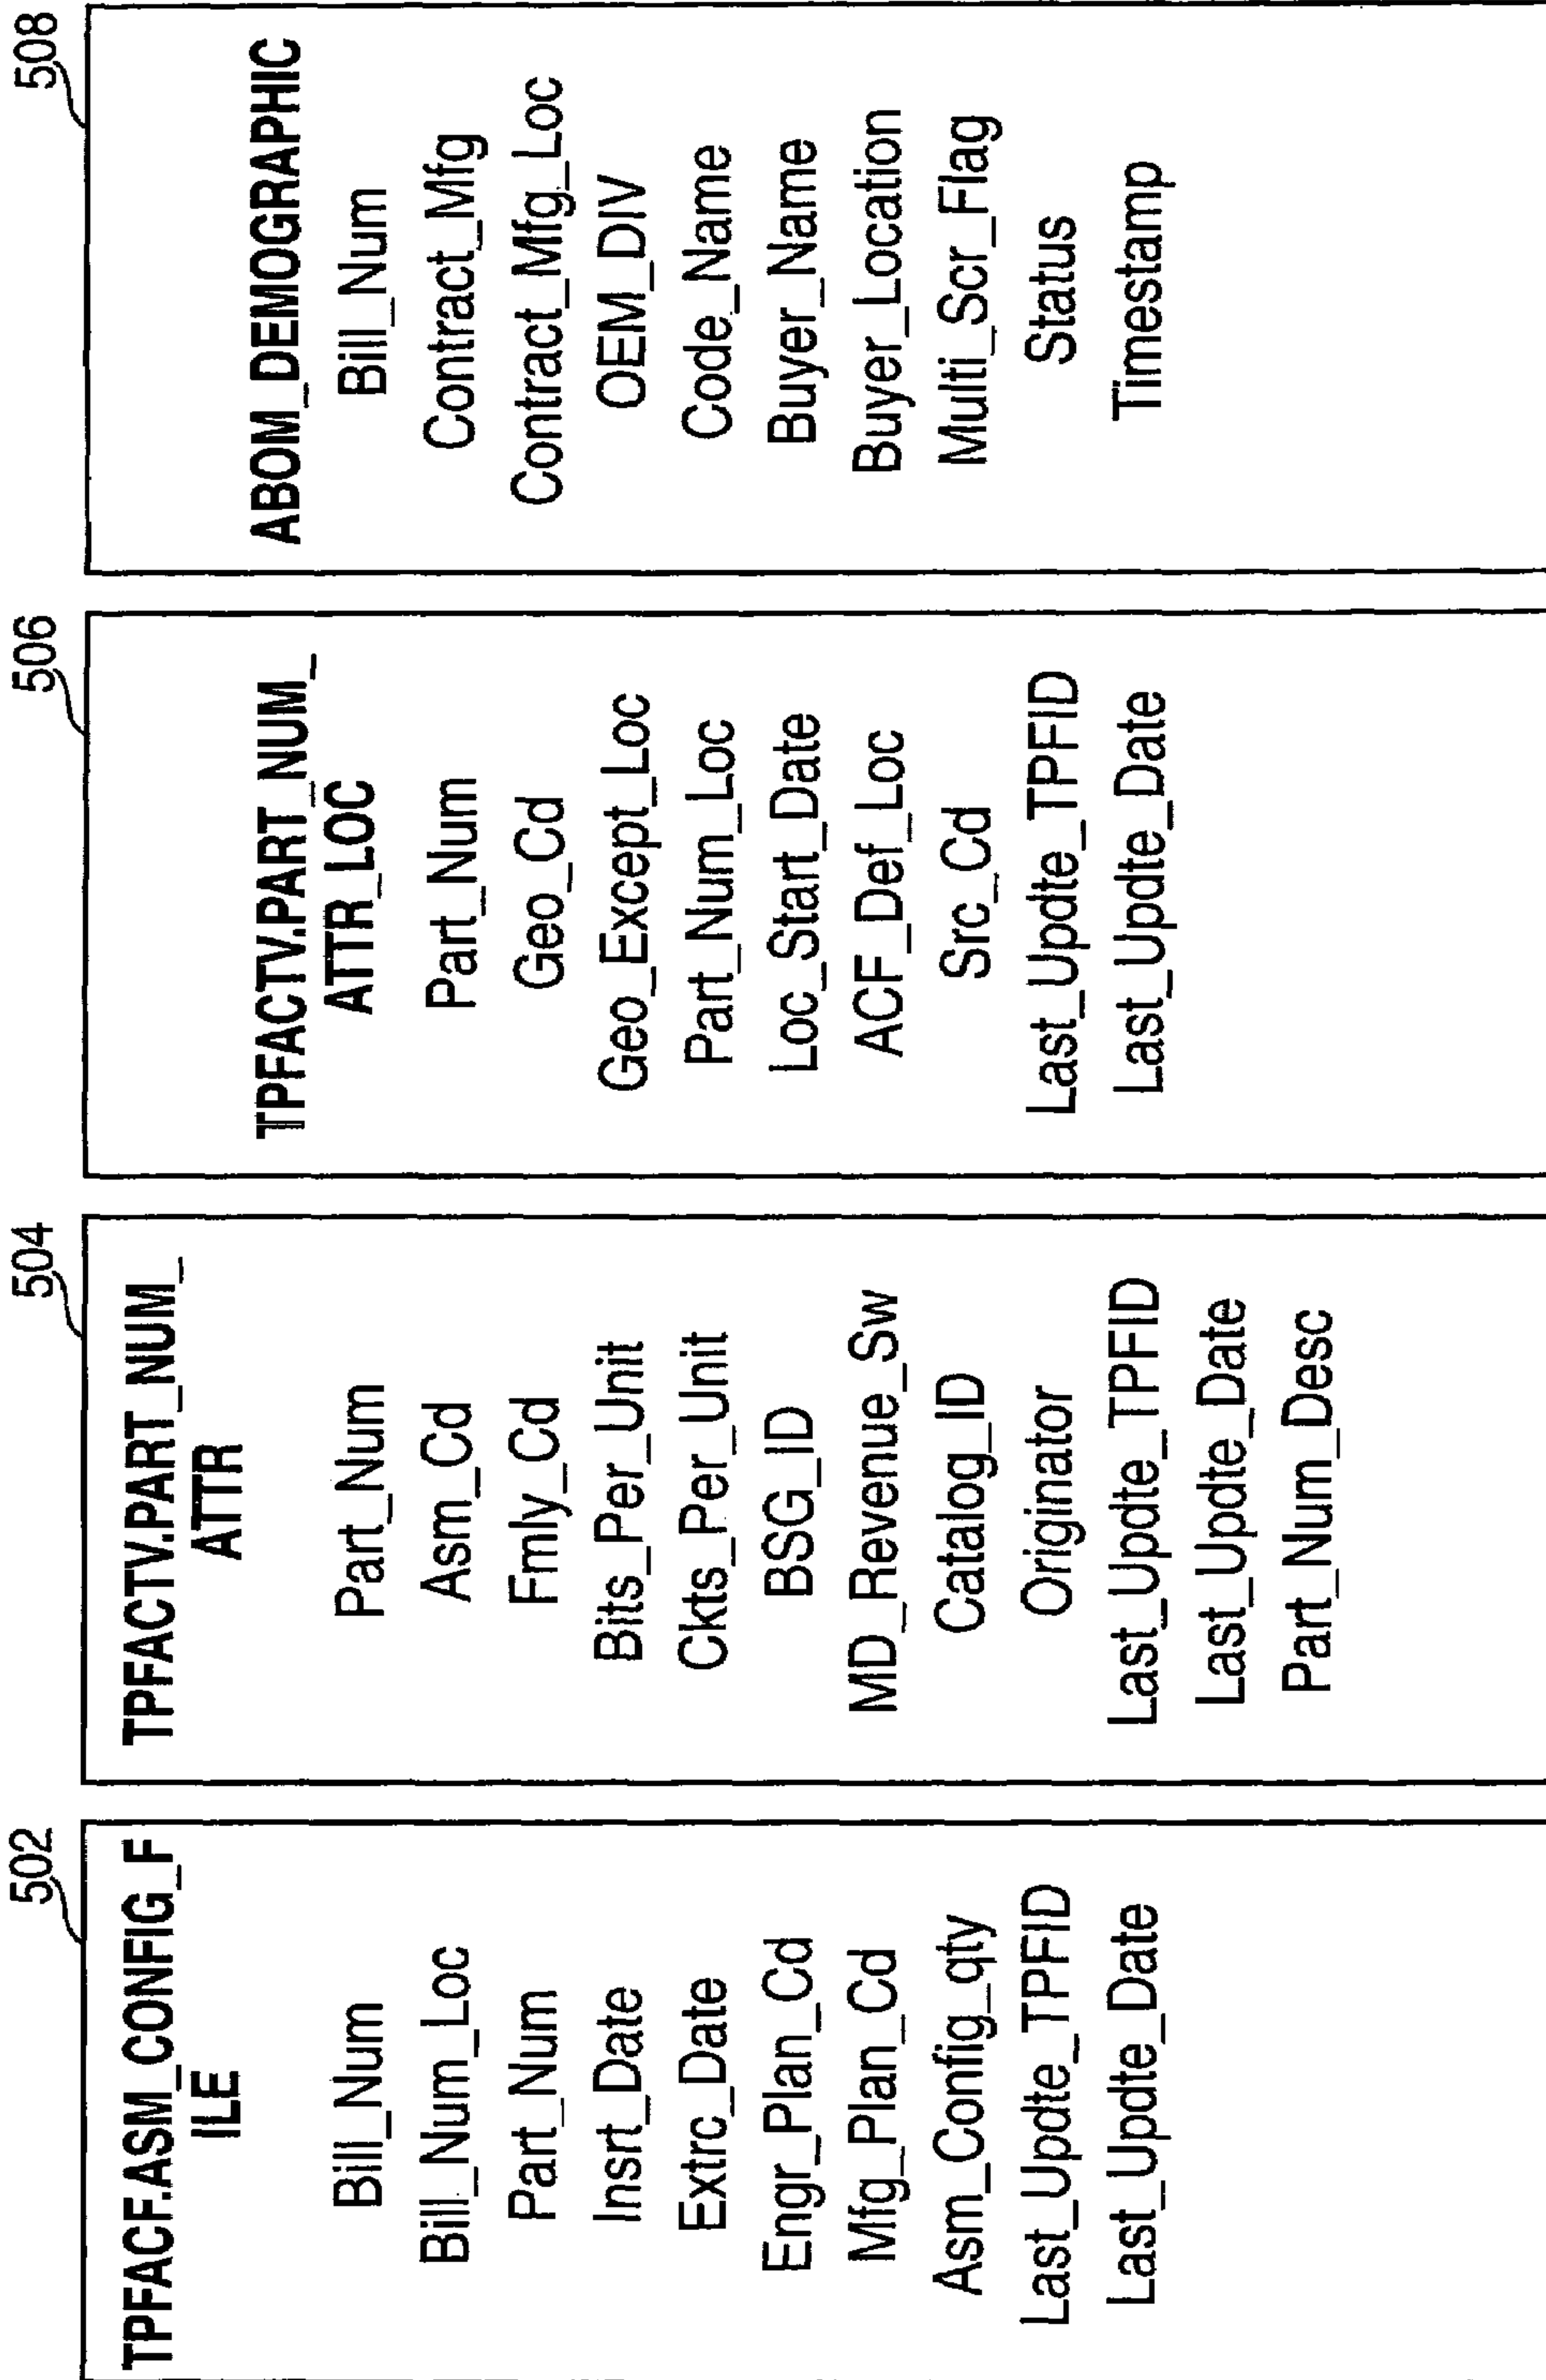 502
TPFACF.ASM_CONFIG_F
ILE
Bill_Num
Bill_Num_Loc
Part_Num
Insrt_Date
Extrc_Date
Engr_Plan_Cd
Mfg_Plan_Cd
Asm_Config_qty
Last_Updte_TPFID
Last_Updte_Date
504
TPFACTV.PART_NUM_
ATTR
Part_Num
Asm_Cd
Fmly_Cd
Bits_Per_Unit
Ckts_Per_Unit
BSG_ID
MD_Revenue_Sw
Catalog_ID
Originator
Last_Updte_TPFID
Last_Updte_Date
Part_Num_Desc
506
TPFACTV.PART_NUM_
ATTR_LOC
Part_Num
Geo_Cd
Geo_Except_Loc
Part_Num_Loc
Loc_Start_Date
ACF_Def_Loc
Src_Cd
Last_Updte_TPFID
Last_Updte_Date
508
ABOM_DEMOGRAPHIC
Bill_Num
Contract_Mfg
Contract_Mfg_Loc
OEM_DIV
Code_Name
Buyer_Name
Buyer_Location
Multi_Scr_Flag
Status
Timestamp